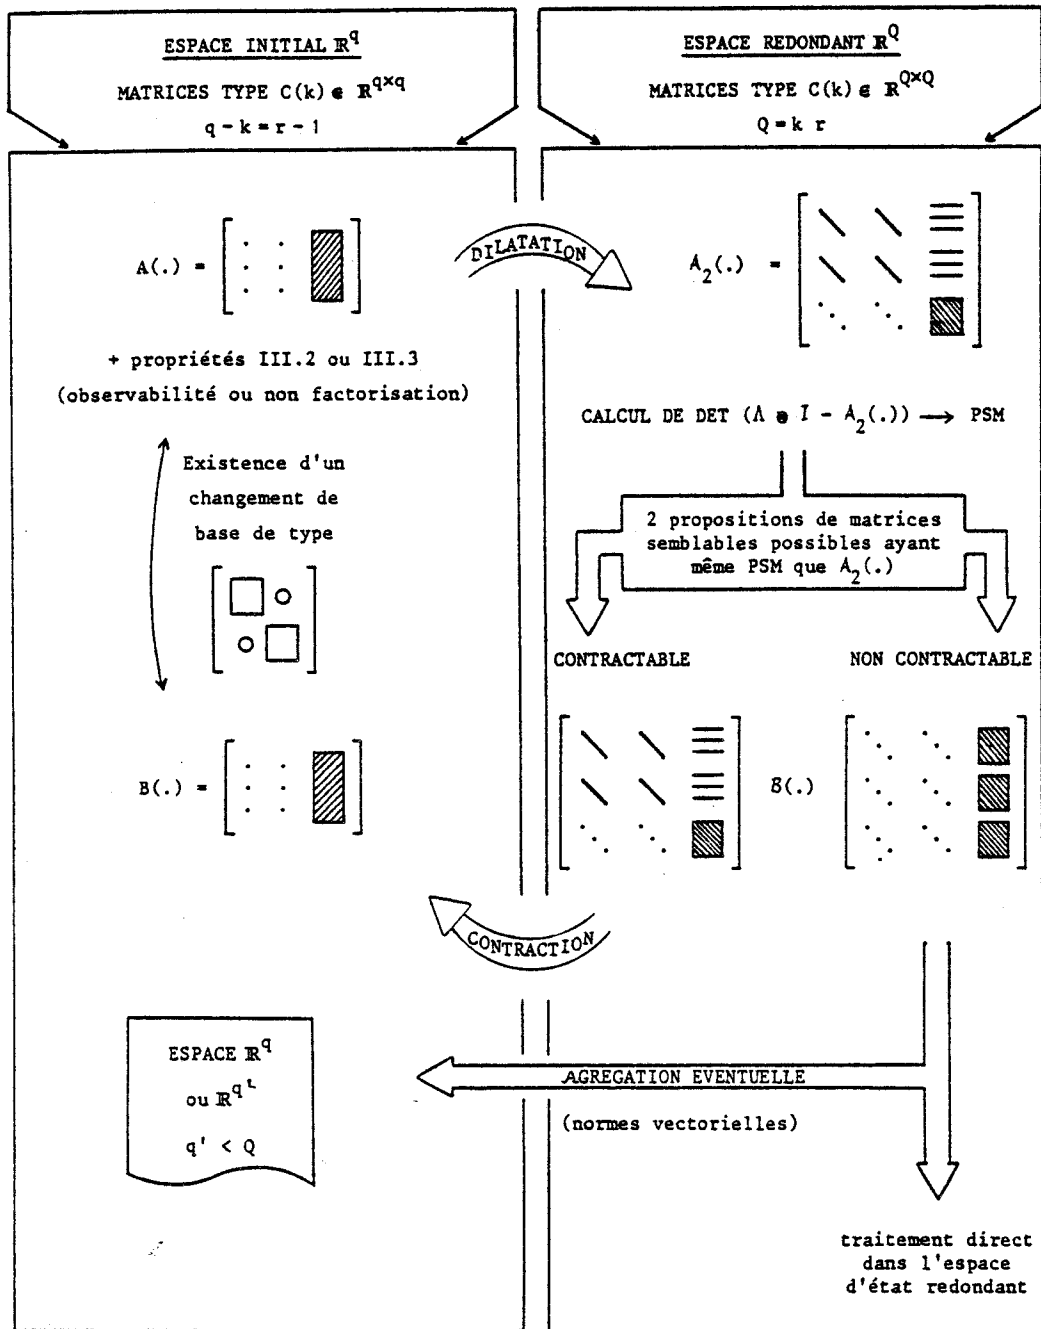 ESPACE INITIAL ℝ^q
MATRICES TYPE C(k) ∈ ℝ^{q×q}
q - k = r - 1
ESPACE REDONDANT ℝ^Q
MATRICES TYPE C(k) ∈ ℝ^{Q×Q}
Q = k r
A(.) =
+ propriétés III.2 ou III.3
(observabilité ou non factorisation)
Existence d'un
changement de
base de type
B(.) =
DILATATION
A₂(.) =
CALCUL DE DET (Λ ⊗ I - A₂(.)) → PSM
2 propositions de matrices
semblables possibles ayant
même PSM que A₂(.)
CONTRACTABLE
NON CONTRACTABLE
B(.)
CONTRACTION
ESPACE ℝ^q
ou ℝ^{q'}
q' < Q
AGREGATION EVENTUELLE
(normes vectorielles)
traitement direct
dans l'espace
d'état redondant